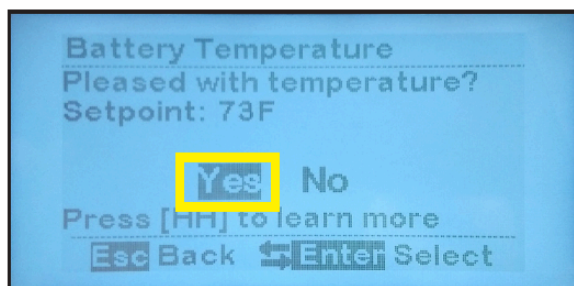 Battery Temperature
Pleased with temperature?
Setpoint: 73F
Yes No
Press [HH] to learn more
Esc Back Enter Select